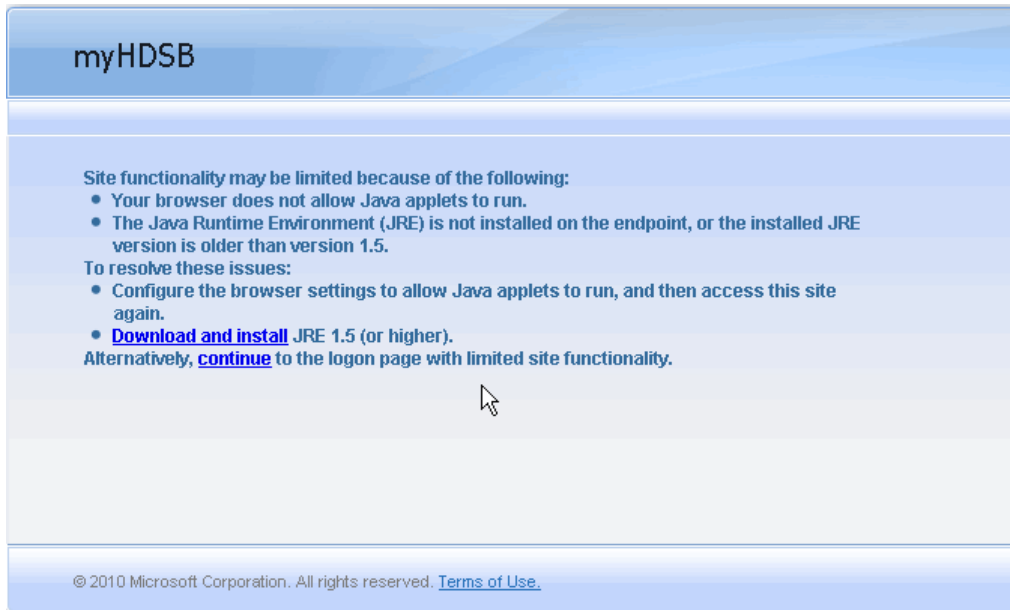 myHDSB
Site functionality may be limited because of the following:
• Your browser does not allow Java applets to run.
• The Java Runtime Environment (JRE) is not installed on the endpoint, or the installed JRE
version is older than version 1.5.
To resolve these issues:
• Configure the browser settings to allow Java applets to run, and then access this site
again.
• Download and install JRE 1.5 (or higher).
Alternatively, continue to the logon page with limited site functionality.
© 2010 Microsoft Corporation. All rights reserved. Terms of Use.